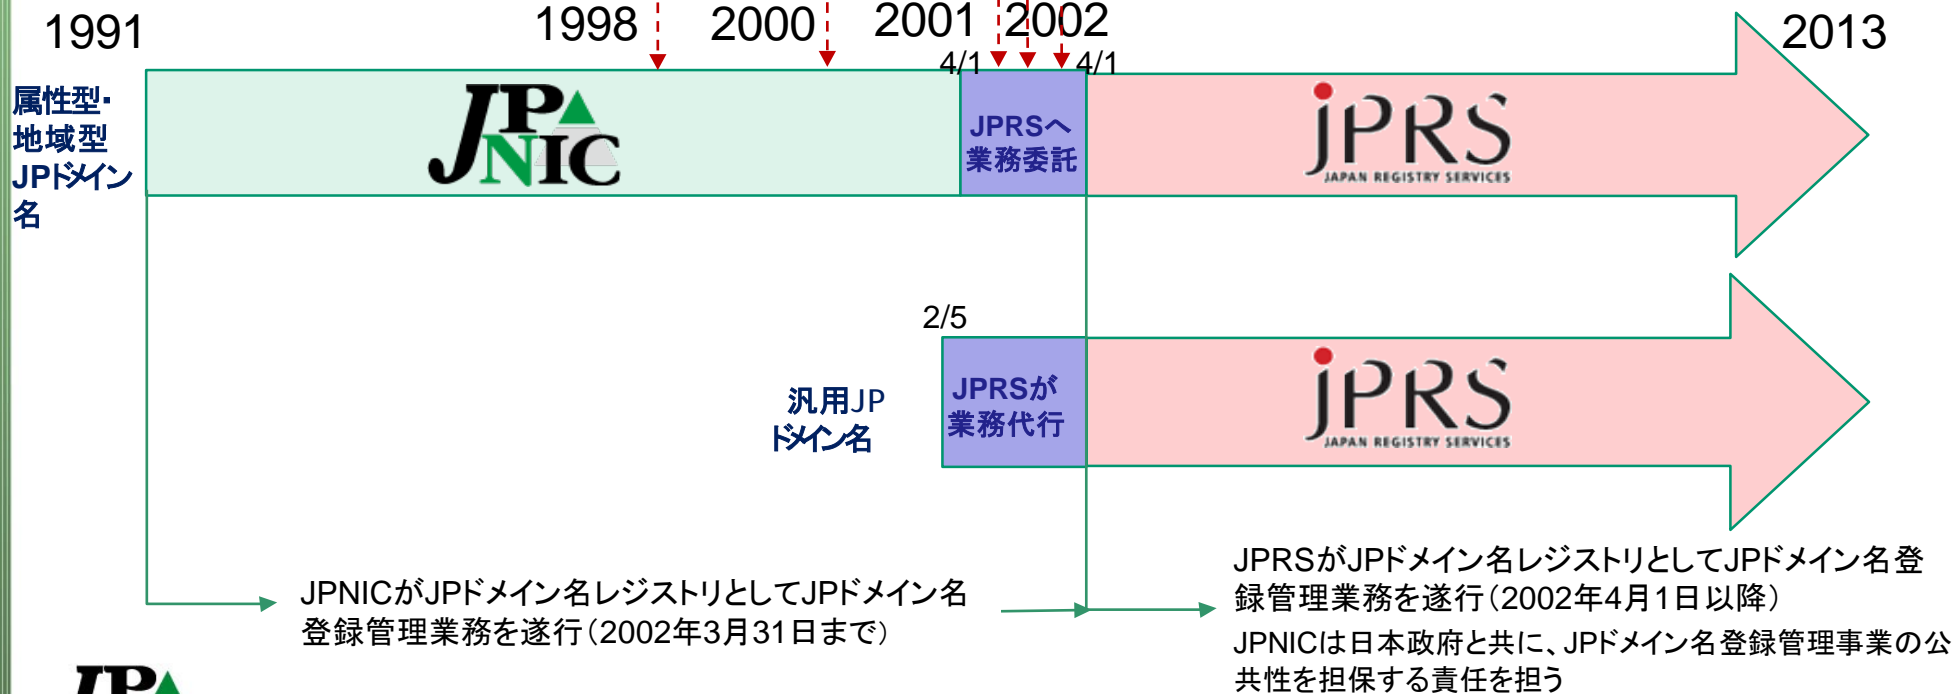 1991
1998
2000
2001
2002
2013
4/1
4/1
属性型・
地域型
JPドメイン
名
JPNIC
JPRSへ
業務委託
JPRS
JAPAN REGISTRY SERVICES
2/5
汎用JP
ドメイン名
JPRSが
業務代行
JPRS
JAPAN REGISTRY SERVICES
JPNICがJPドメイン名レジストリとしてJPドメイン名
登録管理業務を遂行（2002年3月31日まで）
JPRSがJPドメイン名レジストリとしてJPドメイン名登
録管理業務を遂行（2002年4月1日以降）
JPNICは日本政府と共に、JPドメイン名登録管理事業の公
共性を担保する責任を担う
JP